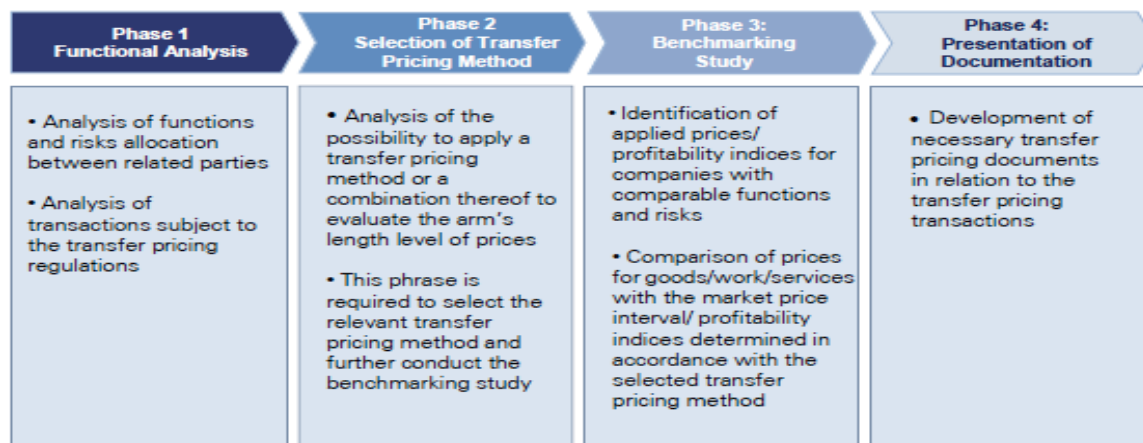 Phase 1
Functional Analysis
Phase 2
Selection of Transfer
Pricing Method
Phase 3:
Benchmarking
Study
Phase 4:
Presentation of
Documentation
• Analysis of functions
and risks allocation
between related parties
• Analysis of
transactions subject to
the transfer pricing
regulations
• Analysis of the
possibility to apply a
transfer pricing
method or a
combination thereof to
evaluate the arm's
length level of prices
• This phrase is
required to select the
relevant transfer
pricing method and
further conduct the
benchmarking study
• Identification of
applied prices/
profitability indices for
companies with
comparable functions
and risks
• Comparison of prices
for goods/work/services
with the market price
interval/ profitability
indices determined in
accordance with the
selected transfer
pricing method
• Development of
necessary transfer
pricing documents
in relation to the
transfer pricing
transactions